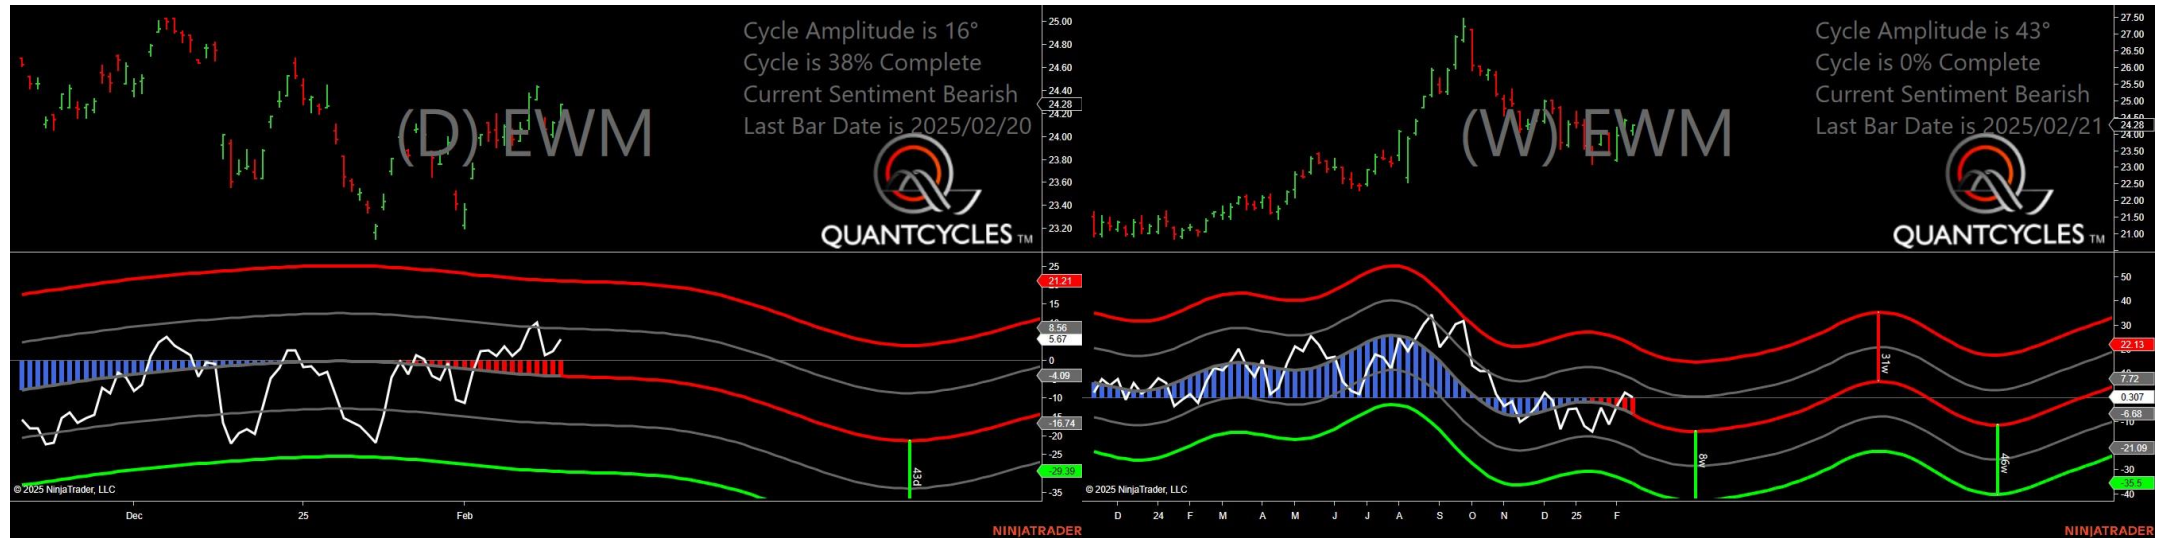 Cycle Amplitude is 16°
Cycle is 38% Complete
Current Sentiment Bearish
Last Bar Date is 2025/02/20
(D) EWM
QUANTCYCLES TM
25.00
24.80
24.60
24.40
24.28
24.20
24.00
23.80
23.60
23.40
23.20
25
21.21
15
8.56
5.67
0
-4.09
-10
-16.74
-20
-25
-29.39
-35
43d
© 2025 NinjaTrader, LLC
Dec
25
Feb
NINJATRADER
Cycle Amplitude is 43°
Cycle is 0% Complete
Current Sentiment Bearish
Last Bar Date is 2025/02/21
(W) EWM
QUANTCYCLES TM
27.50
27.00
26.50
26.00
25.50
25.00
24.28
24.00
23.50
23.00
22.50
22.00
21.50
21.00
50
40
30
22.13
7.72
0.307
-6.68
-10
-21.09
-30
-35.5
-40
31w
8w
46w
© 2025 NinjaTrader, LLC
D
24
F
M
A
M
J
J
A
S
O
N
D
25
F
NINJATRADER